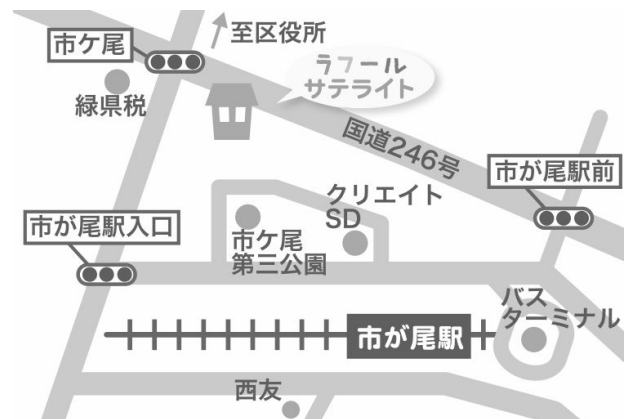 至区役所
市ケ尾
ラフール
サテライト
緑県税
国道246号
市が尾駅前
クリエイト
SD
市が尾駅入口
市ケ尾
第三公園
バス
ターミナル
市が尾駅
西友